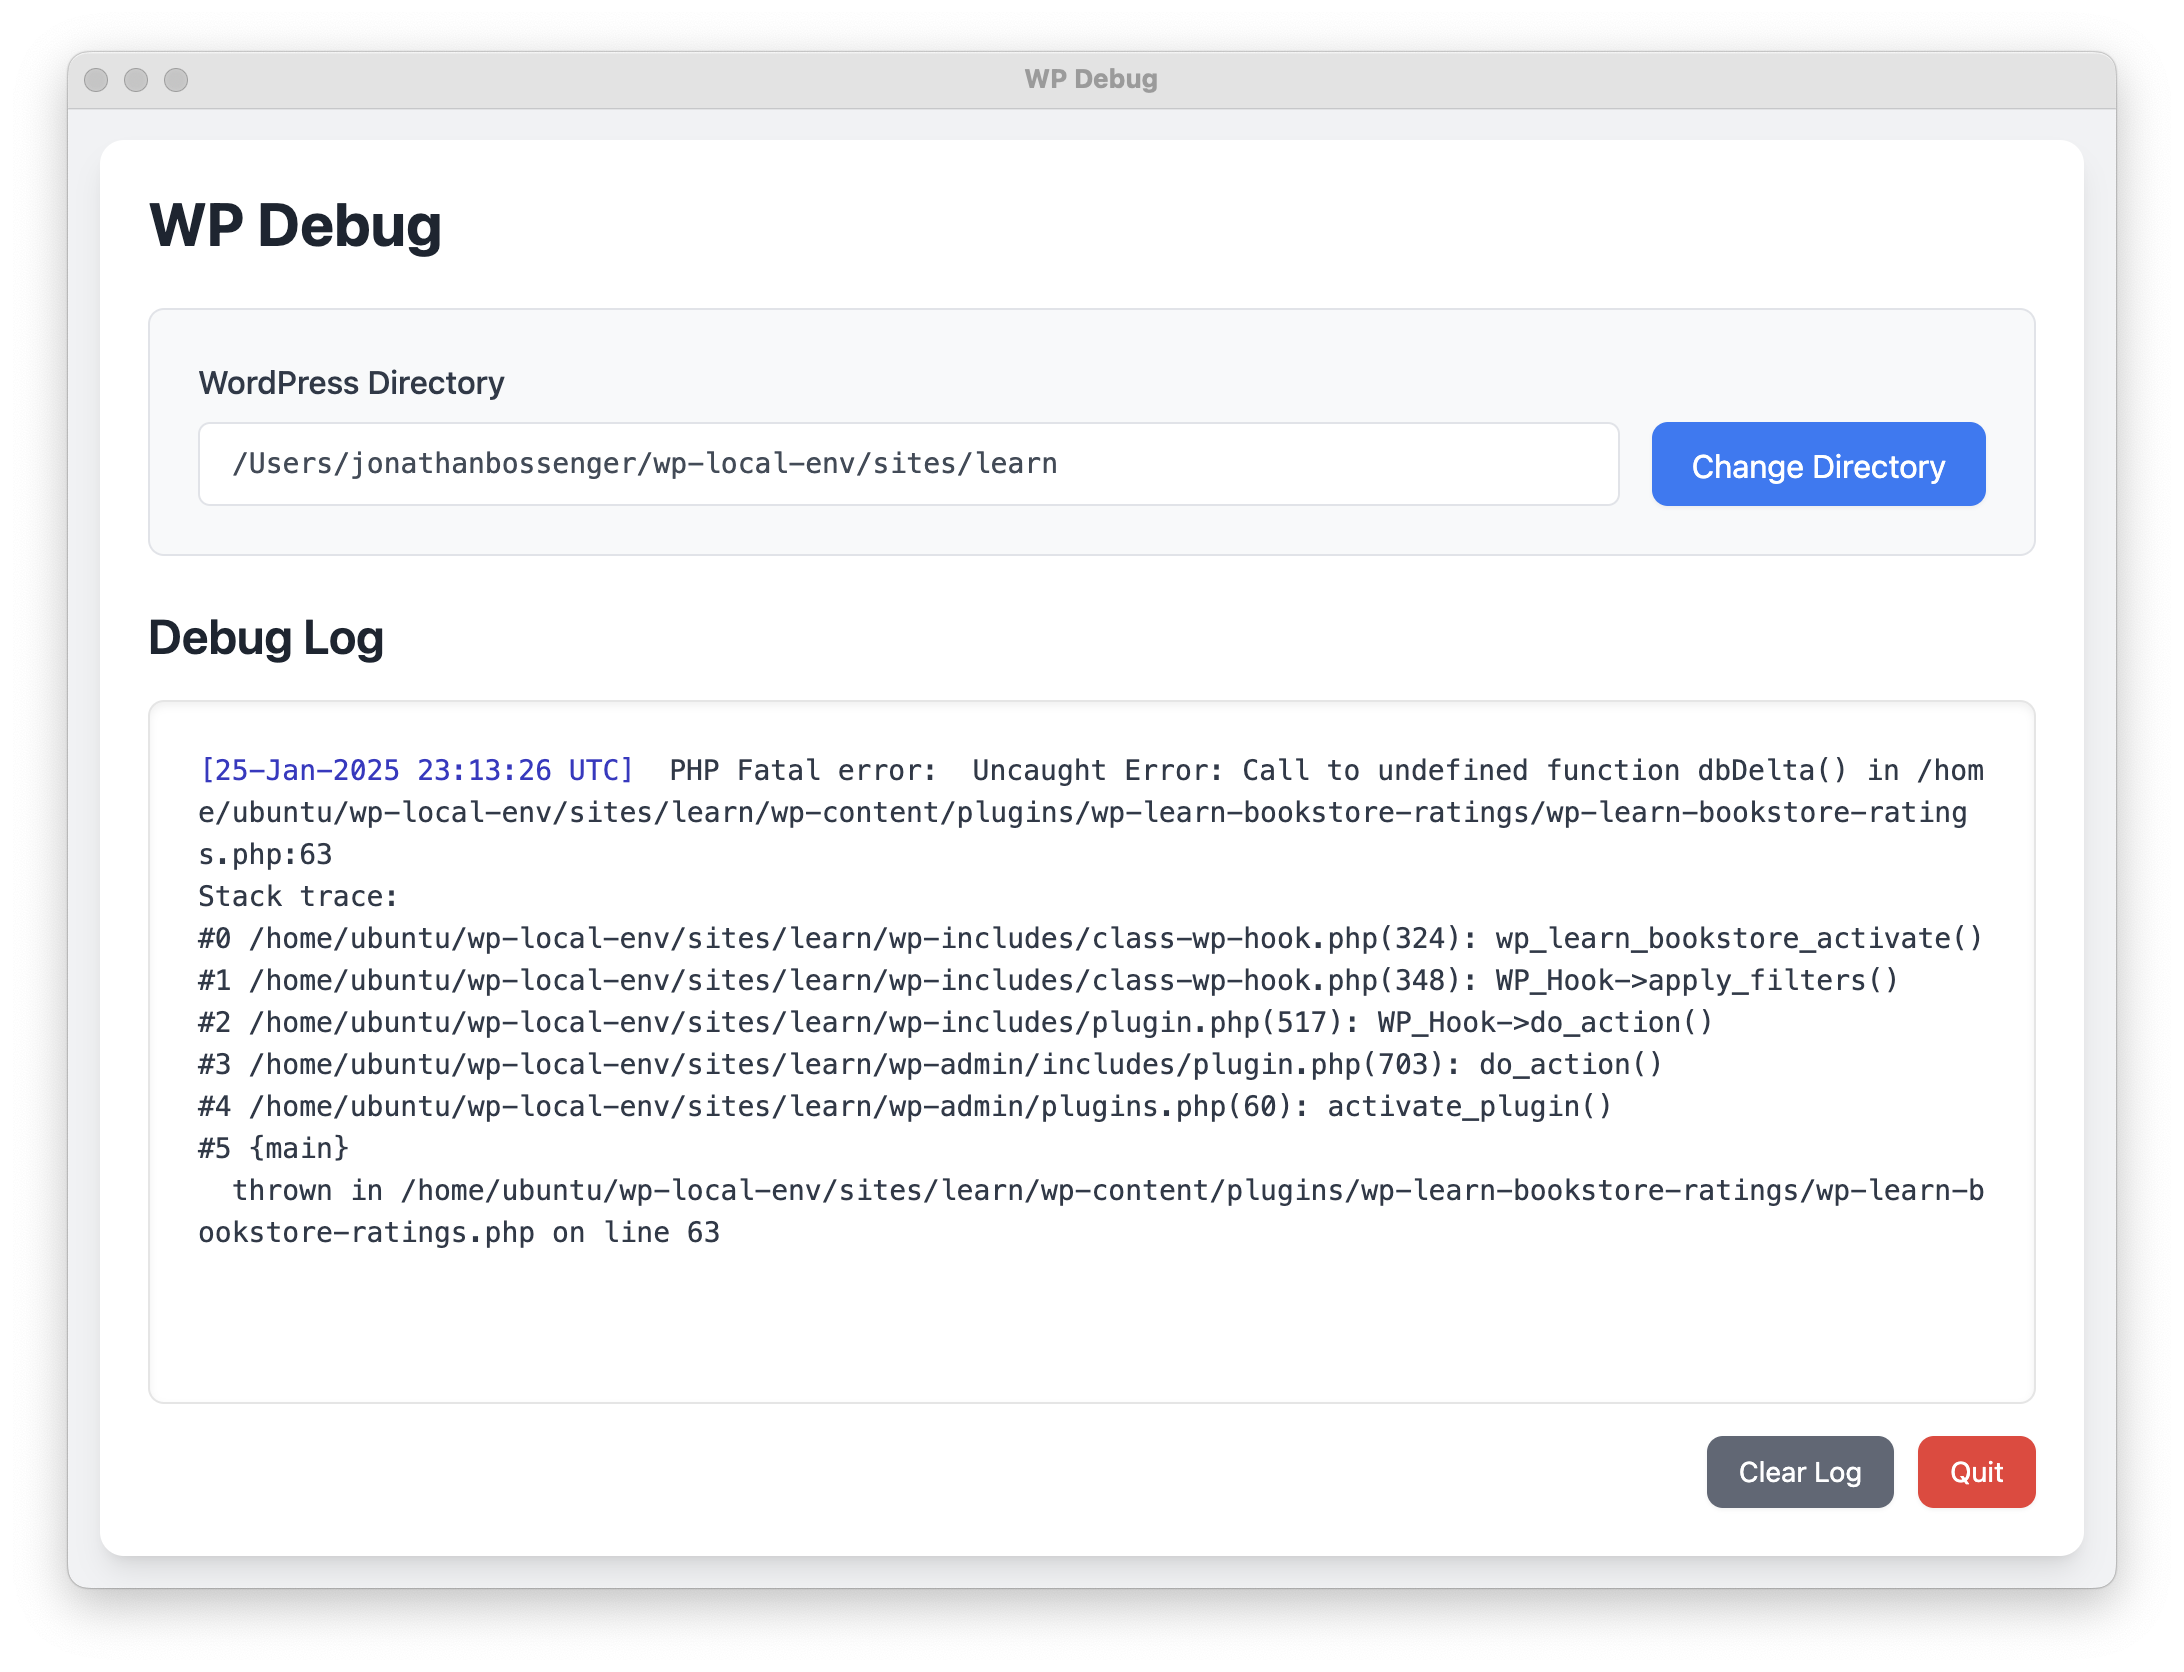 WP Debug
WP Debug
WordPress Directory
/Users/jonathanbossenger/wp-local-env/sites/learn
Change Directory
Debug Log
[25-Jan-2025 23:13:26 UTC]  PHP Fatal error:  Uncaught Error: Call to undefined function dbDelta() in /hom
e/ubuntu/wp-local-env/sites/learn/wp-content/plugins/wp-learn-bookstore-ratings/wp-learn-bookstore-rating
s.php:63
Stack trace:
#0 /home/ubuntu/wp-local-env/sites/learn/wp-includes/class-wp-hook.php(324): wp_learn_bookstore_activate()
#1 /home/ubuntu/wp-local-env/sites/learn/wp-includes/class-wp-hook.php(348): WP_Hook->apply_filters()
#2 /home/ubuntu/wp-local-env/sites/learn/wp-includes/plugin.php(517): WP_Hook->do_action()
#3 /home/ubuntu/wp-local-env/sites/learn/wp-admin/includes/plugin.php(703): do_action()
#4 /home/ubuntu/wp-local-env/sites/learn/wp-admin/plugins.php(60): activate_plugin()
#5 {main}
  thrown in /home/ubuntu/wp-local-env/sites/learn/wp-content/plugins/wp-learn-bookstore-ratings/wp-learn-b
ookstore-ratings.php on line 63
Clear Log
Quit